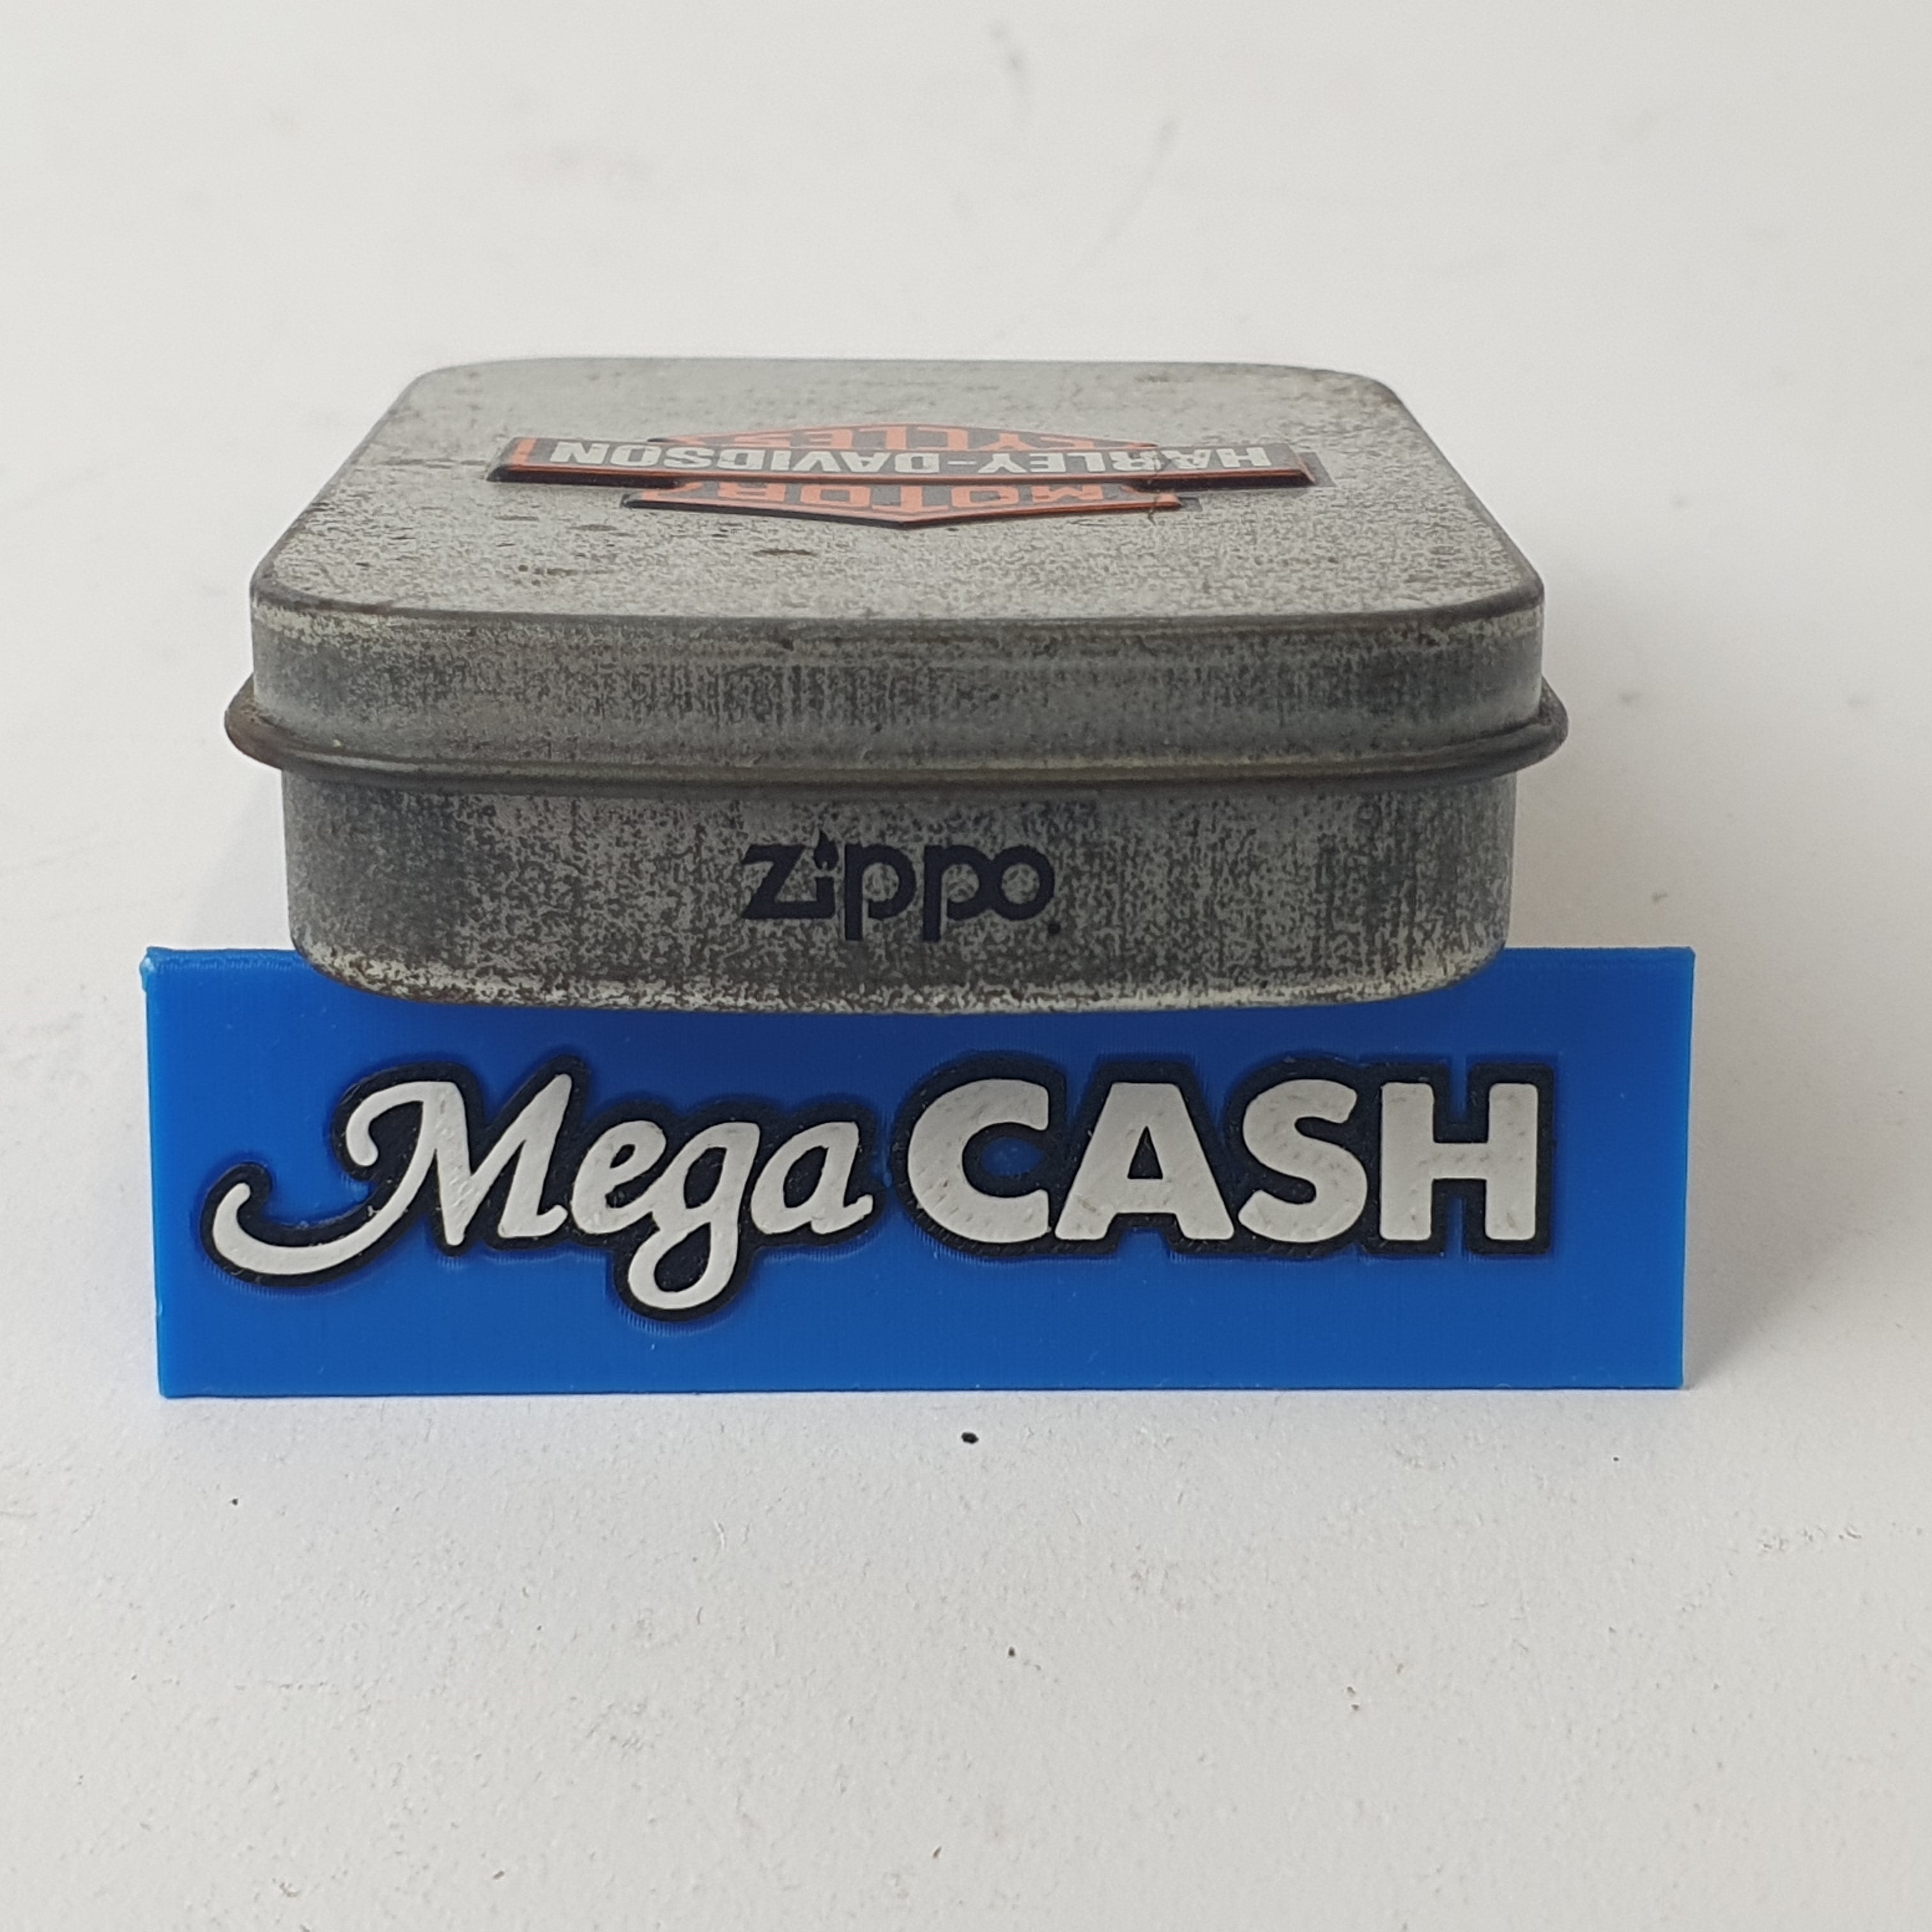 MOTOR
HARLEY-DAVIDSON
CYCLES
zippo
Mega CASH